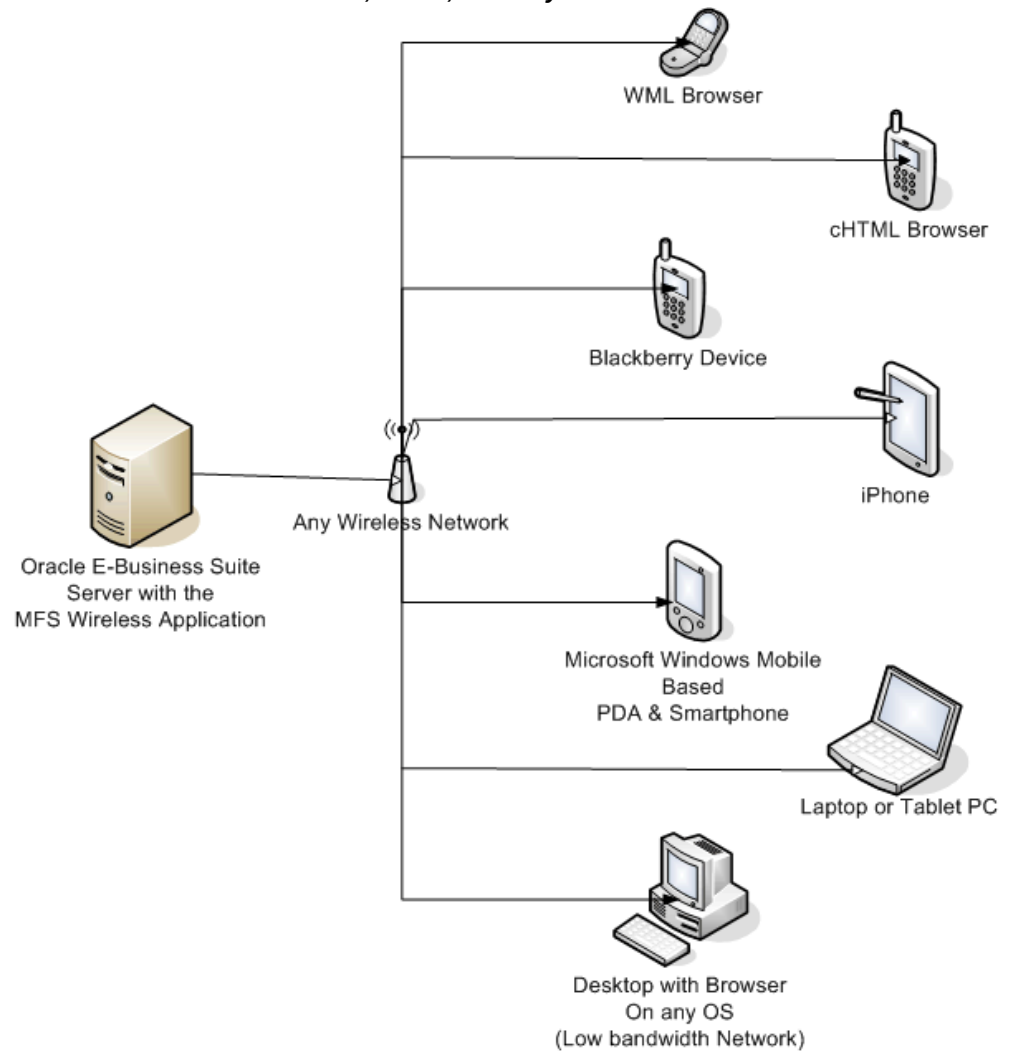 WML Browser
cHTML Browser
Blackberry Device
iPhone
Any Wireless Network
Oracle E-Business Suite
Server with the
MFS Wireless Application
Microsoft Windows Mobile
Based
PDA & Smartphone
Laptop or Tablet PC
Desktop with Browser
On any OS
(Low bandwidth Network)